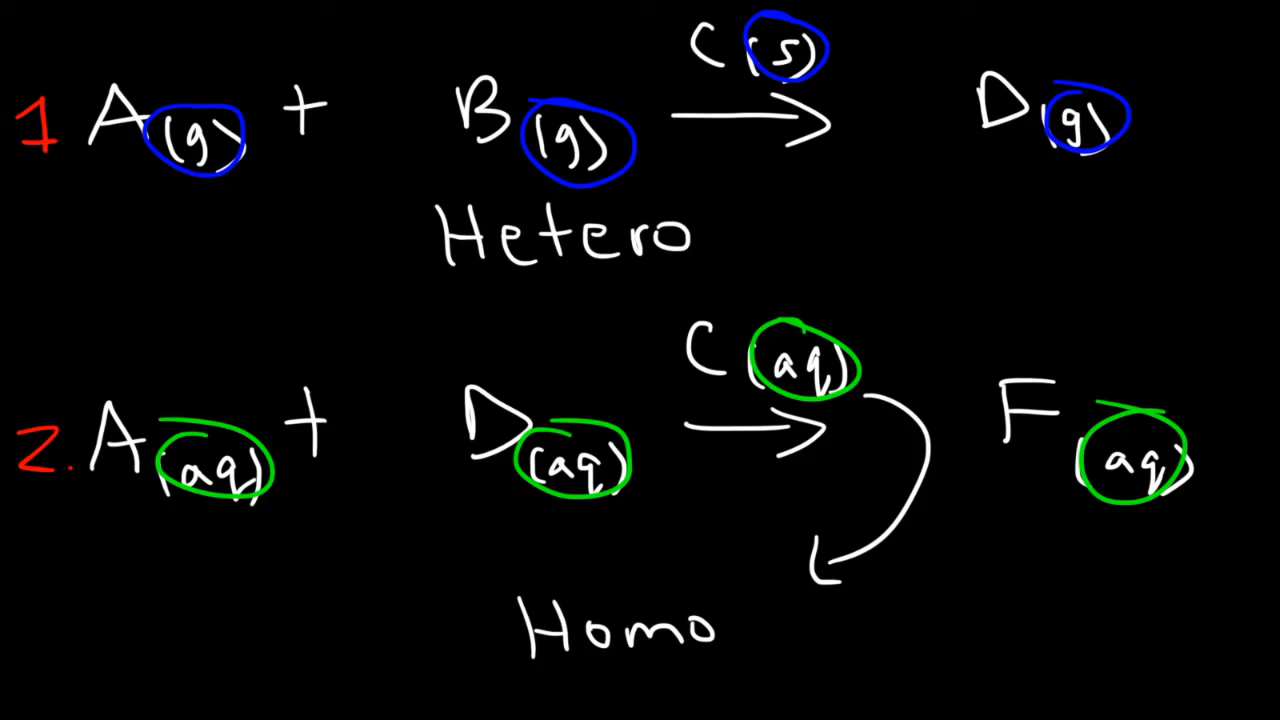 C(s)
1 A(g) + B(g) → D(g)
Hetero
C(aq)
2. A(aq) + D(aq) → F(aq)
Homo